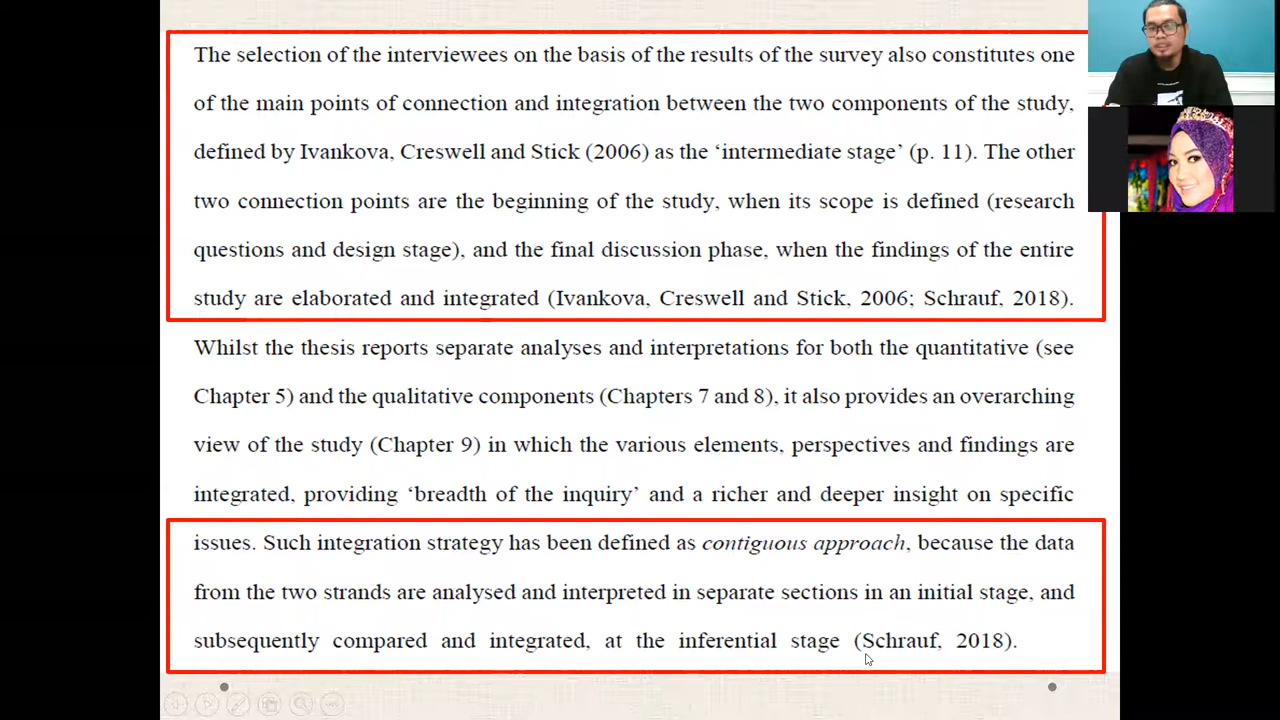 The selection of the interviewees on the basis of the results of the survey also constitutes one
of the main points of connection and integration between the two components of the study,
defined by Ivankova, Creswell and Stick (2006) as the ‘intermediate stage’ (p. 11). The other
two connection points are the beginning of the study, when its scope is defined (research
questions and design stage), and the final discussion phase, when the findings of the entire
study are elaborated and integrated (Ivankova, Creswell and Stick, 2006; Schrauf, 2018).
Whilst the thesis reports separate analyses and interpretations for both the quantitative (see
Chapter 5) and the qualitative components (Chapters 7 and 8), it also provides an overarching
view of the study (Chapter 9) in which the various elements, perspectives and findings are
integrated, providing ‘breadth of the inquiry’ and a richer and deeper insight on specific
issues. Such integration strategy has been defined as contiguous approach, because the data
from the two strands are analysed and interpreted in separate sections in an initial stage, and
subsequently compared and integrated, at the inferential stage (Schrauf, 2018).